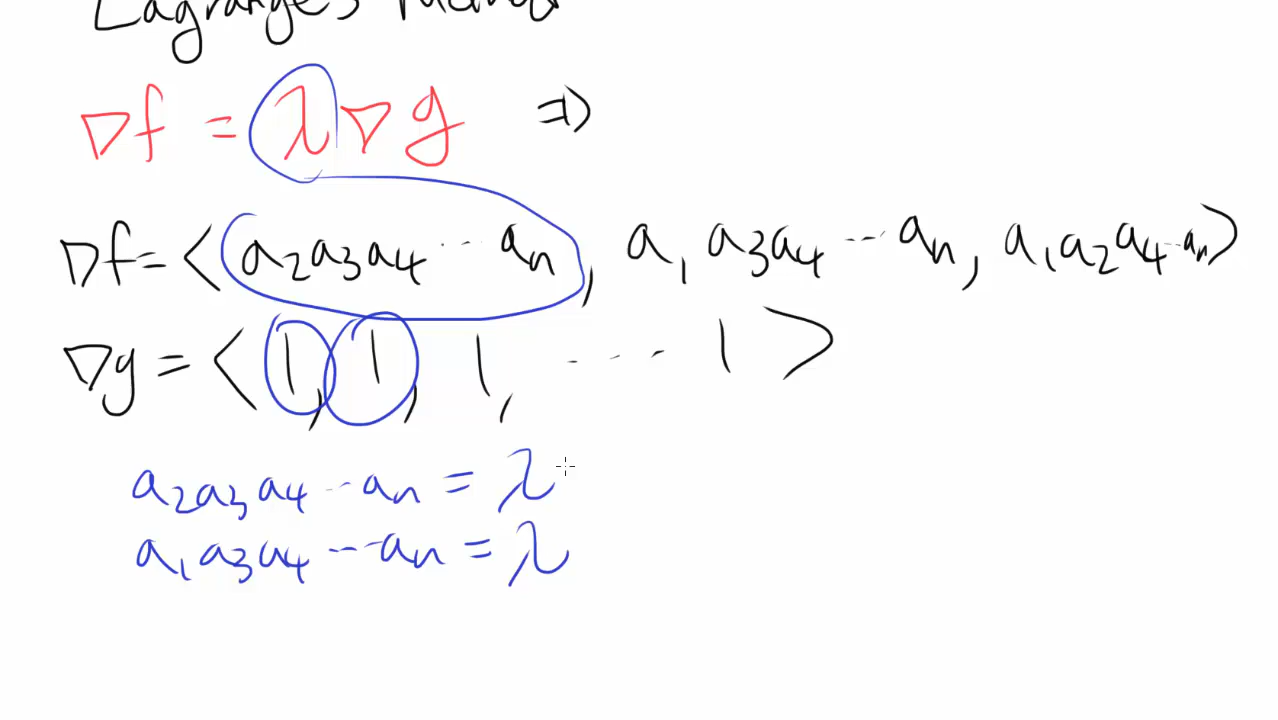 Lagrange's Method
∇f = λ∇g ⇒
∇f = < a₂a₃a₄ ⋯ aₙ, a₁a₃a₄ ⋯ aₙ, a₁a₂a₄⋯aₙ>
∇g = < 1, 1, 1, ⋯ 1 >
a₂a₃a₄ ⋯ aₙ = λ
a₁a₃a₄ ⋯ aₙ = λ